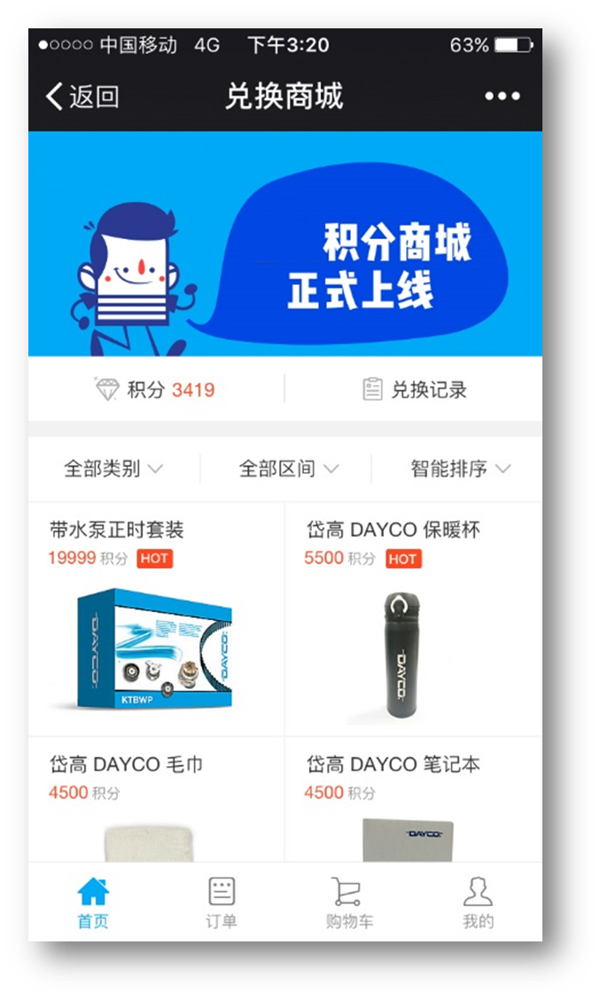 中国移动 4G 下午3:20 63%
返回 兑换商城
积分商城
正式上线
积分 3419 兑换记录
全部类别 全部区间 智能排序
带水泵正时套装
19999 积分 HOT
岱高 DAYCO 保暖杯
5500 积分 HOT
DAYCO
DAYCO
KTBWP
DAYCO
岱高 DAYCO 毛巾
4500 积分
岱高 DAYCO 笔记本
4500 积分
DAYCO
首页 订单 购物车 我的